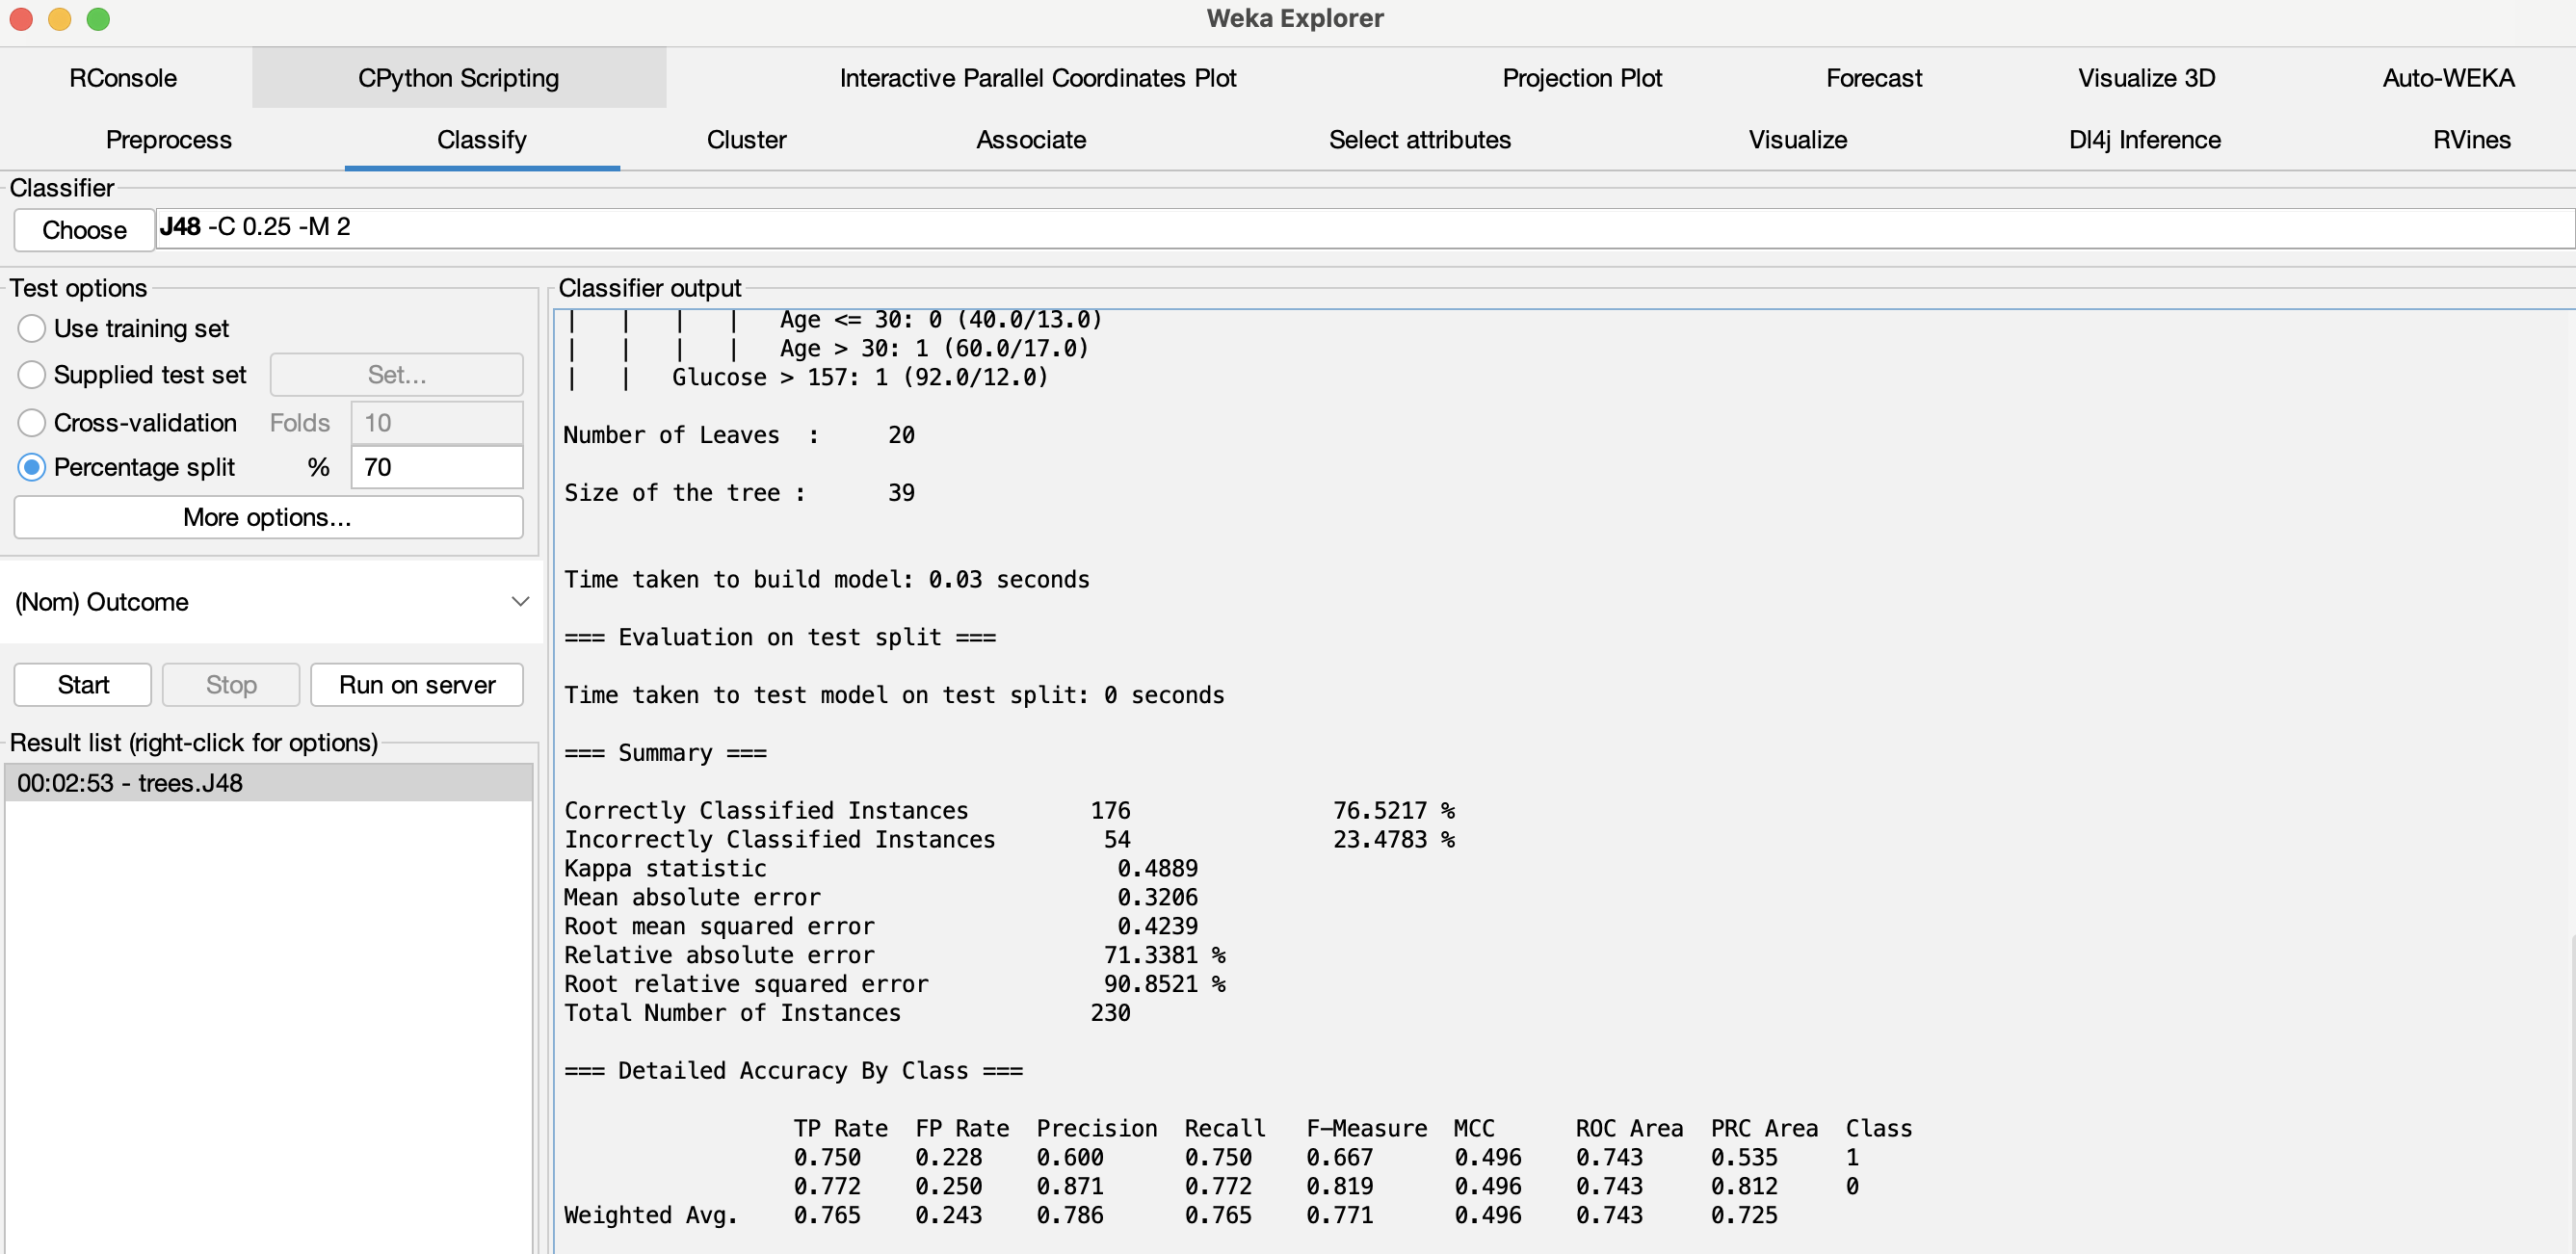 Weka Explorer
RConsole CPython Scripting Interactive Parallel Coordinates Plot Projection Plot Forecast Visualize 3D Auto-WEKA
Preprocess Classify Cluster Associate Select attributes Visualize Dl4j Inference RVines
Classifier
Choose J48 -C 0.25 -M 2
Test options
Use training set
Supplied test set Set...
Cross-validation Folds 10
Percentage split % 70
More options...
(Nom) Outcome
Start Stop Run on server
Result list (right-click for options)
00:02:53 - trees.J48
Classifier output
| | | | Age <= 30: 0 (40.0/13.0)
| | | | Age > 30: 1 (60.0/17.0)
| | Glucose > 157: 1 (92.0/12.0)
Number of Leaves : 20
Size of the tree : 39
Time taken to build model: 0.03 seconds
=== Evaluation on test split ===
Time taken to test model on test split: 0 seconds
=== Summary ===
Correctly Classified Instances 176 76.5217 %
Incorrectly Classified Instances 54 23.4783 %
Kappa statistic 0.4889
Mean absolute error 0.3206
Root mean squared error 0.4239
Relative absolute error 71.3381 %
Root relative squared error 90.8521 %
Total Number of Instances 230
=== Detailed Accuracy By Class ===
TP Rate FP Rate Precision Recall F-Measure MCC ROC Area PRC Area Class
0.750 0.228 0.600 0.750 0.667 0.496 0.743 0.535 1
0.772 0.250 0.871 0.772 0.819 0.496 0.743 0.812 0
Weighted Avg. 0.765 0.243 0.786 0.765 0.771 0.496 0.743 0.725